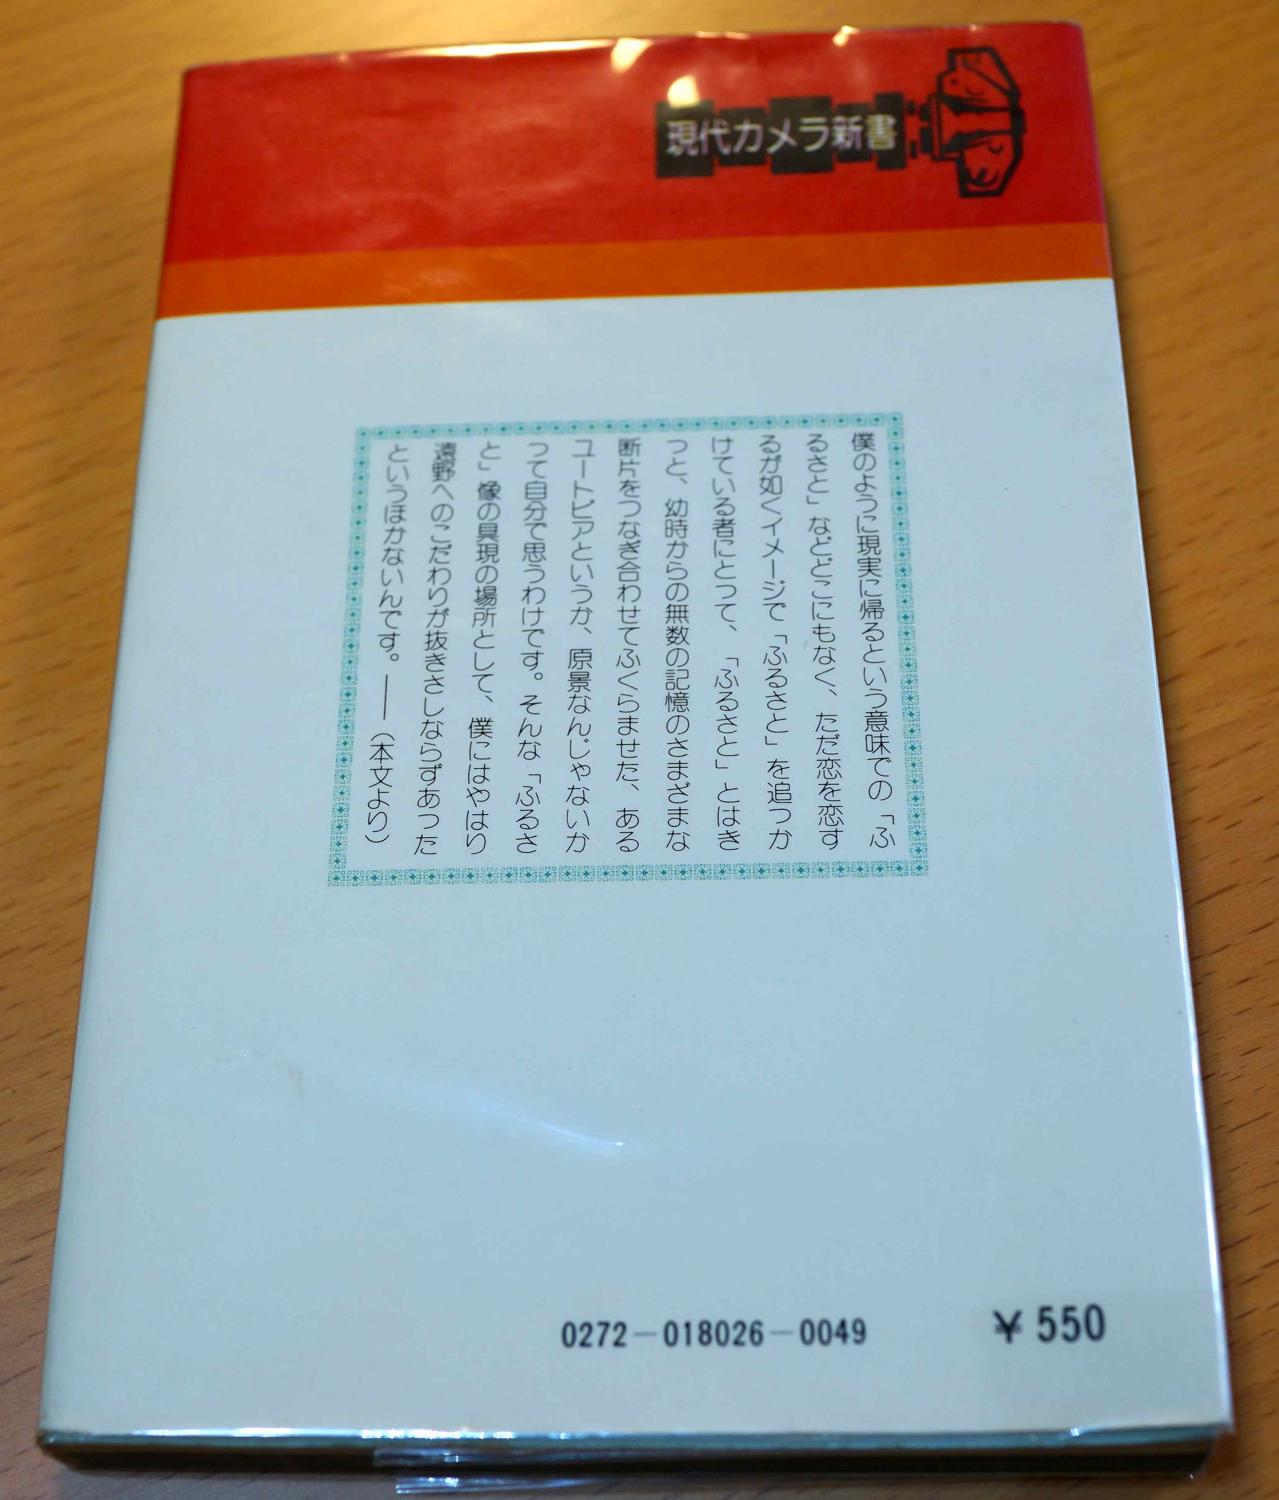 現代カメラ新書
僕のように現実に帰るという意味での「ふ
るさと」などどこにもなく、ただ恋を恋す
るが如くイメージで「ふるさと」を追っか
けている者にとって、「ふるさと」とはき
っと、幼時からの無数の記憶のさまざまな
断片をつなぎ合わせてふくらませた、ある
ユートピアというか、原景なんじゃないか
って自分で思うわけです。そんな「ふるさ
と」像の具現の場所として、僕にはやはり
遠野へのこだわりが抜きさしならずあった
というほかないんです。――（本文より）
0272-018026-0049
¥550